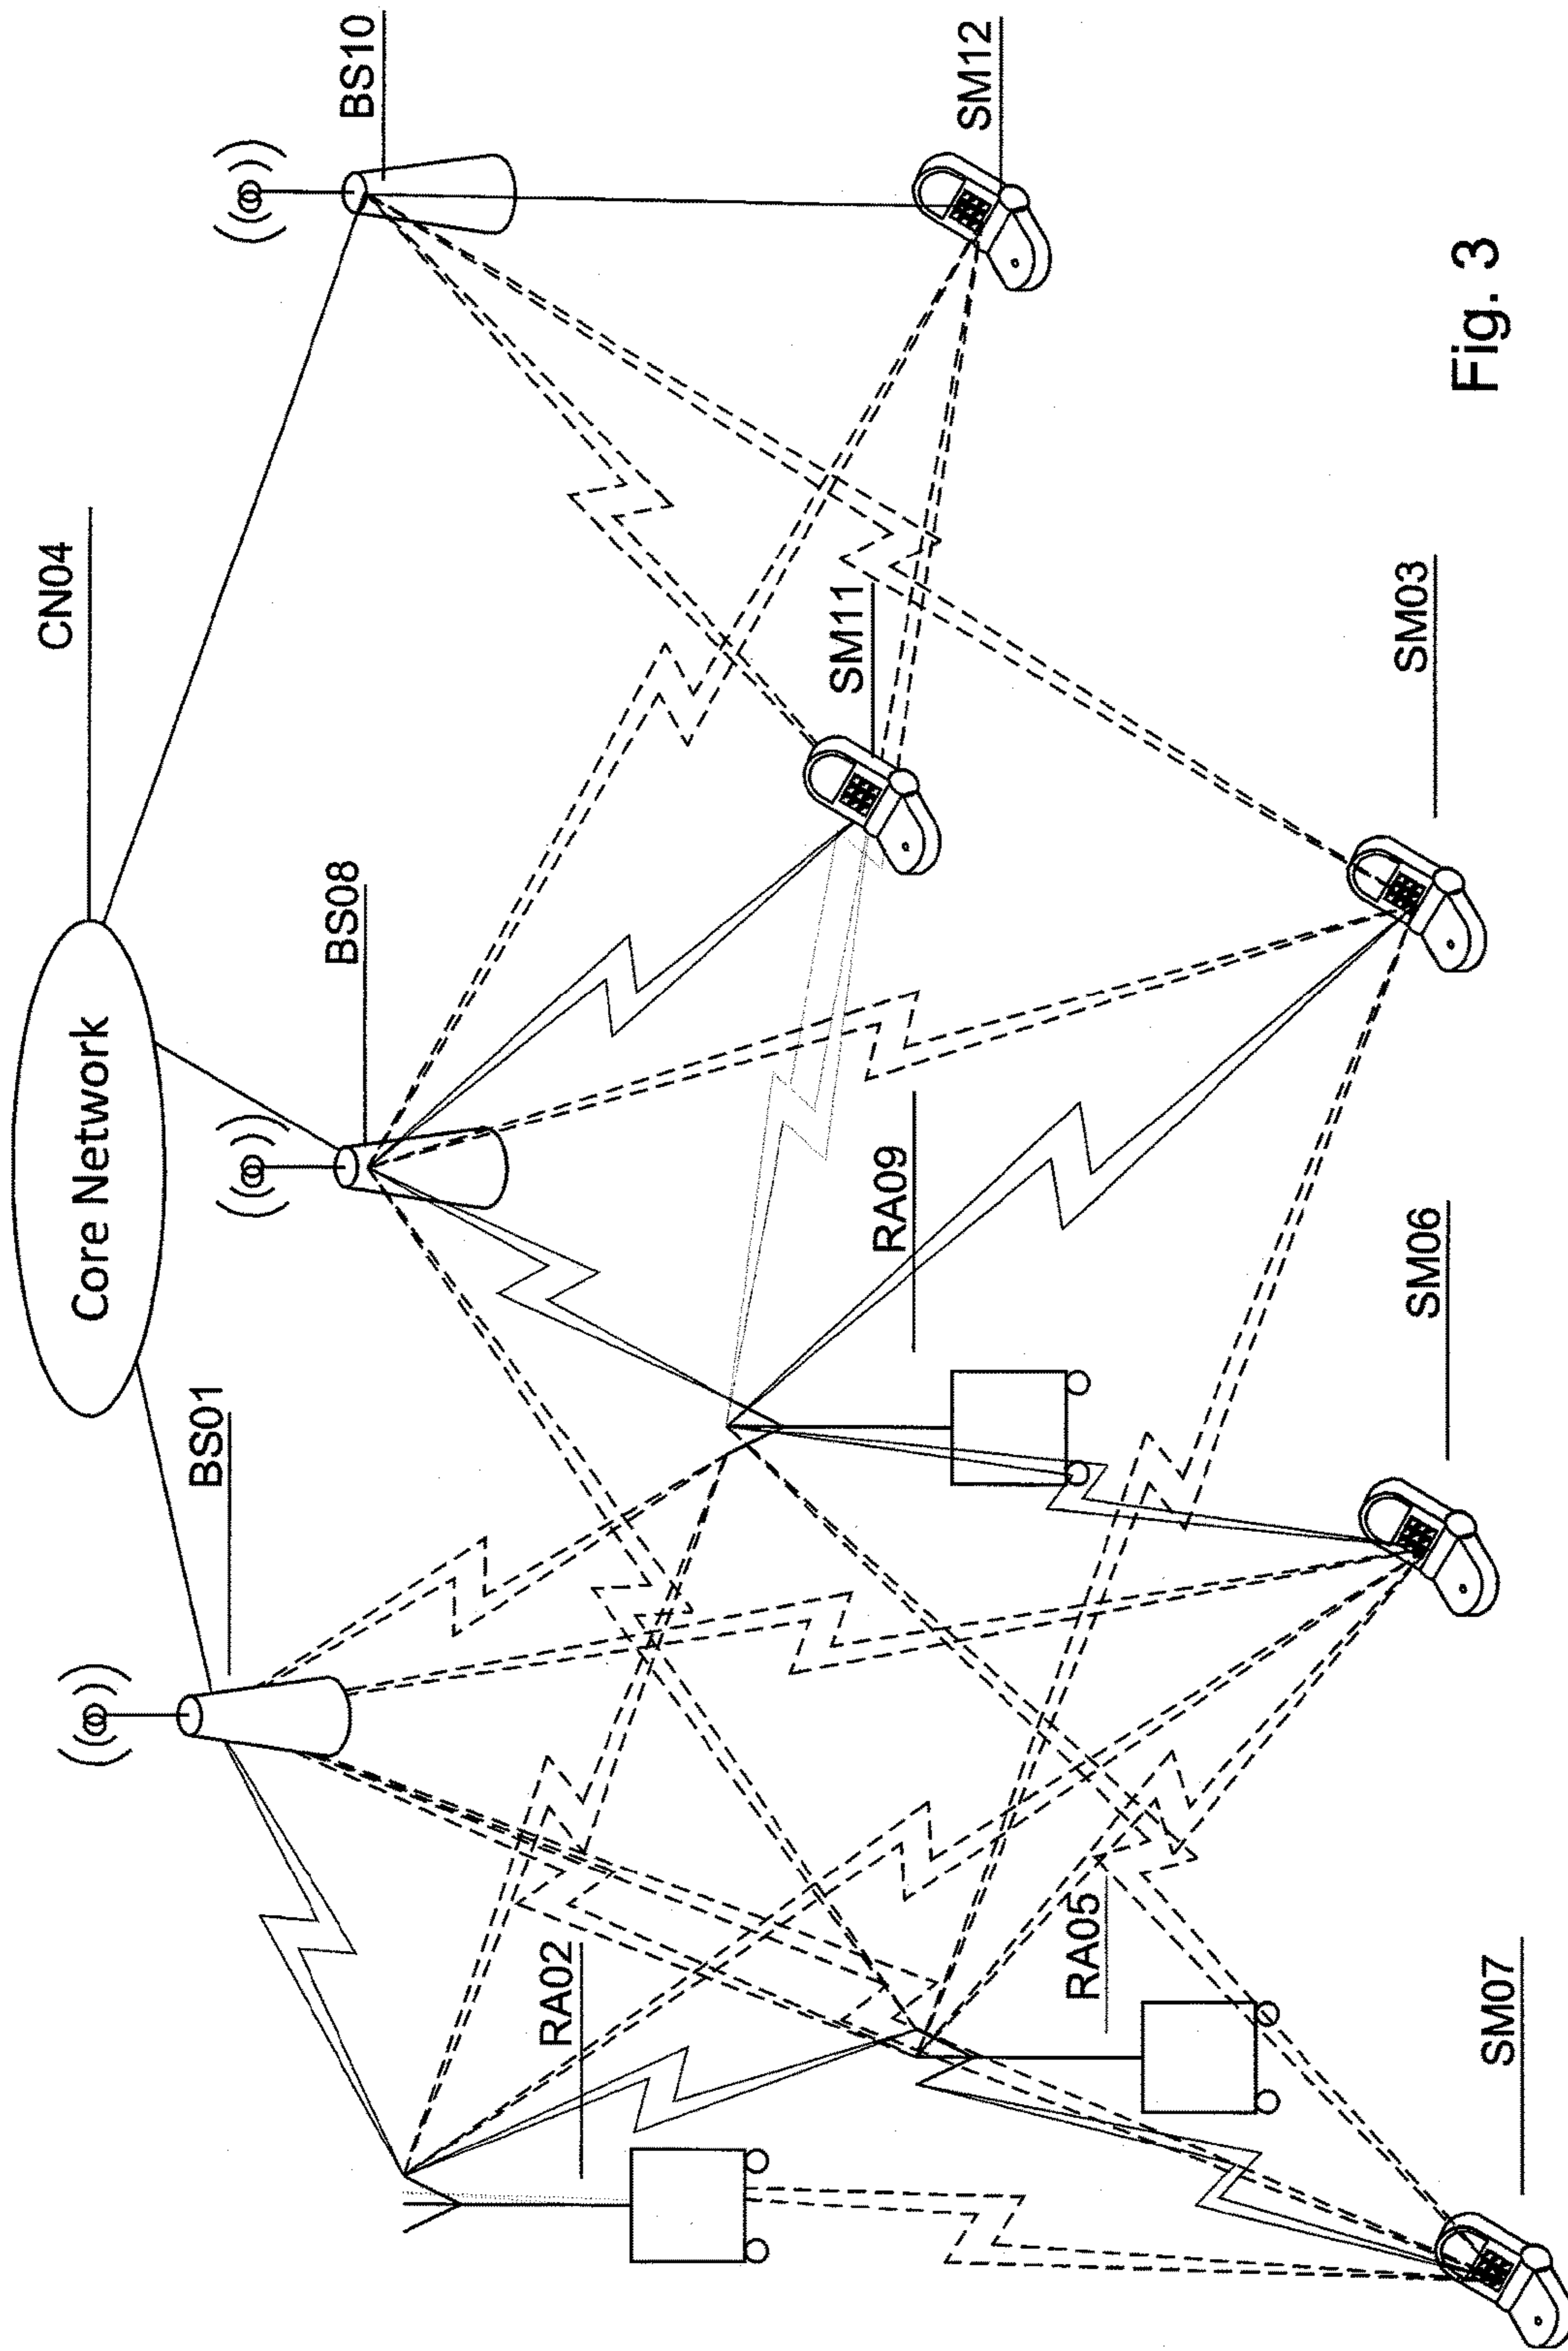 CN04
Core Network
BS01
BS08
BS10
RA02
RA09
SM11
SM12
RA05
SM07
SM06
SM03
Fig. 3